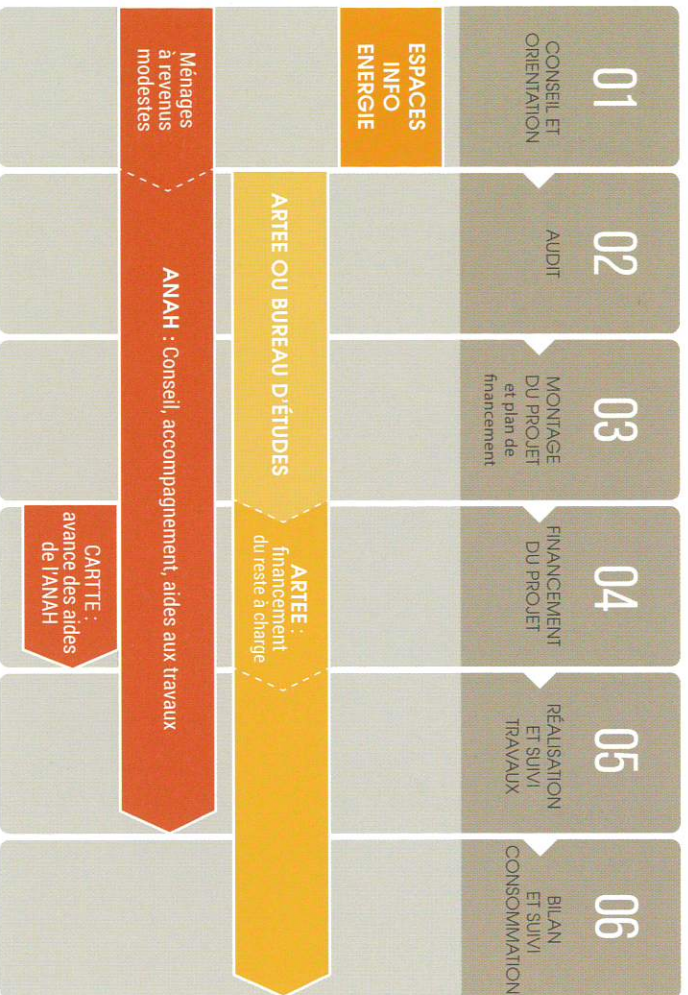 01
CONSEIL ET
ORIENTATION
02
AUDIT
03
MONTAGE
DU PROJET
et plan de
financement
04
FINANCEMENT
DU PROJET
05
RÉALISATION
ET SUIVI
TRAVAUX
06
BILAN
ET SUIVI
CONSOMMATION
ESPACES
INFO
ENERGIE
ARTEE OU BUREAU D'ÉTUDES
ARTEE :
financement
du reste à charge
Ménages
à revenus
modestes
ANAH : Conseil, accompagnement, aides aux travaux
CARTTE :
avance des aides
de l'ANAH